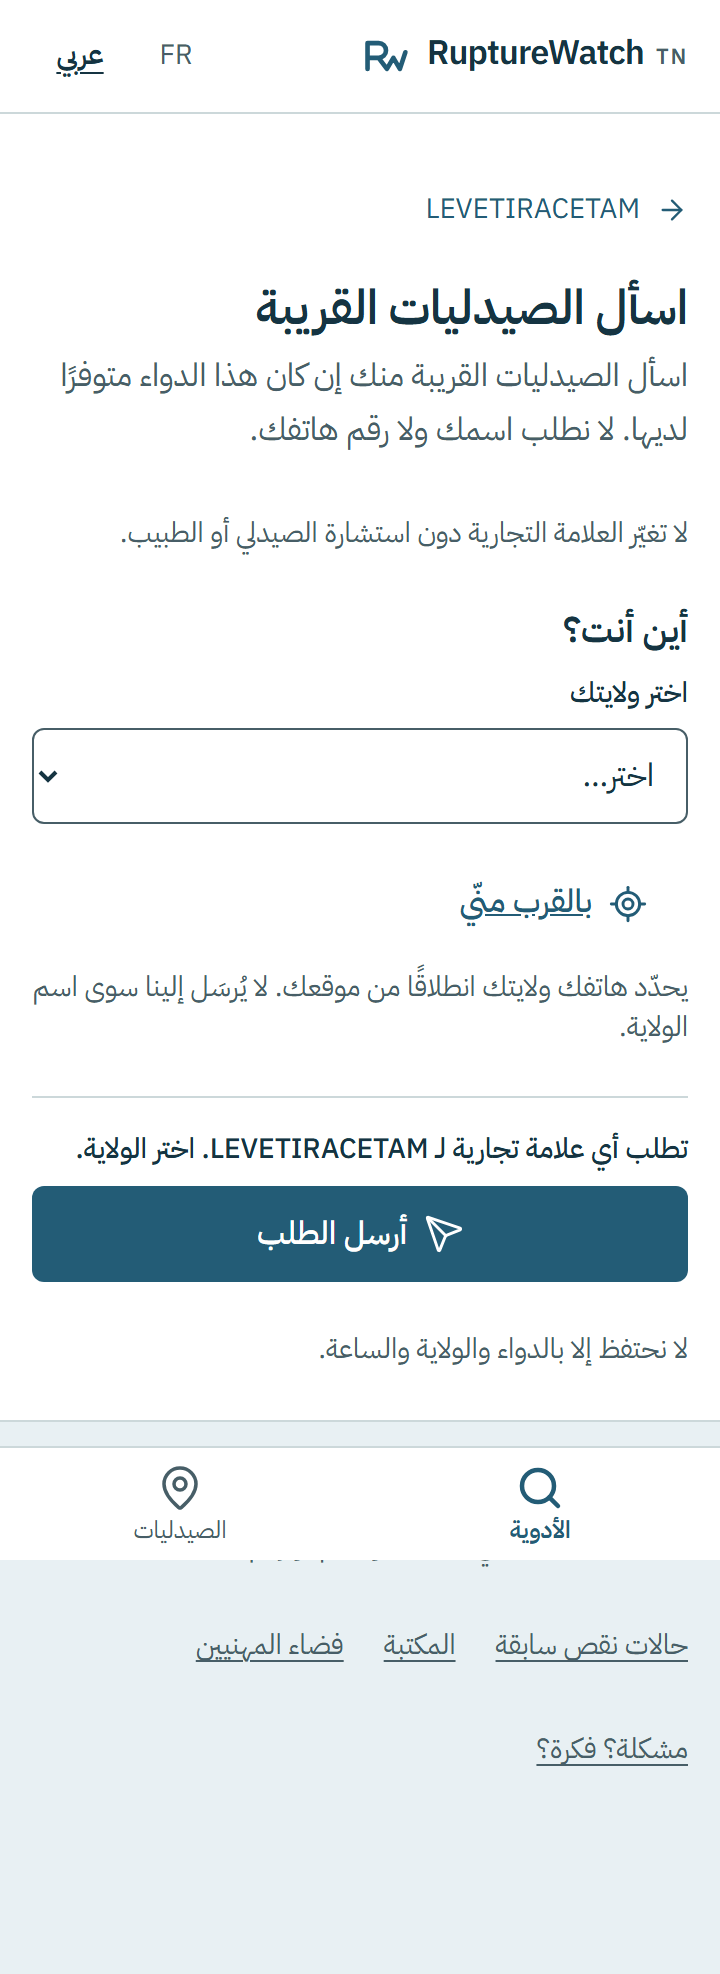 RuptureWatch TN
FR
عربي
LEVETIRACETAM
اسأل الصيدليات القريبة
اسأل الصيدليات القريبة منك إن كان هذا الدواء متوفرًا
لديها. لا نطلب اسمك ولا رقم هاتفك.
لا تغيّر العلامة التجارية دون استشارة الصيدلي أو الطبيب.
أين أنت؟
اختر ولايتك
اختر...
بالقرب منّي
يحدّد هاتفك ولايتك انطلاقًا من موقعك. لا يُرسَل إلينا سوى اسم
الولاية.
تطلب أي علامة تجارية لـ LEVETIRACETAM. اختر الولاية.
أرسل الطلب
لا نحتفظ إلا بالدواء والولاية والساعة.
الأدوية
الصيدليات
حالات نقص سابقة
المكتبة
فضاء المهنيين
مشكلة؟ فكرة؟